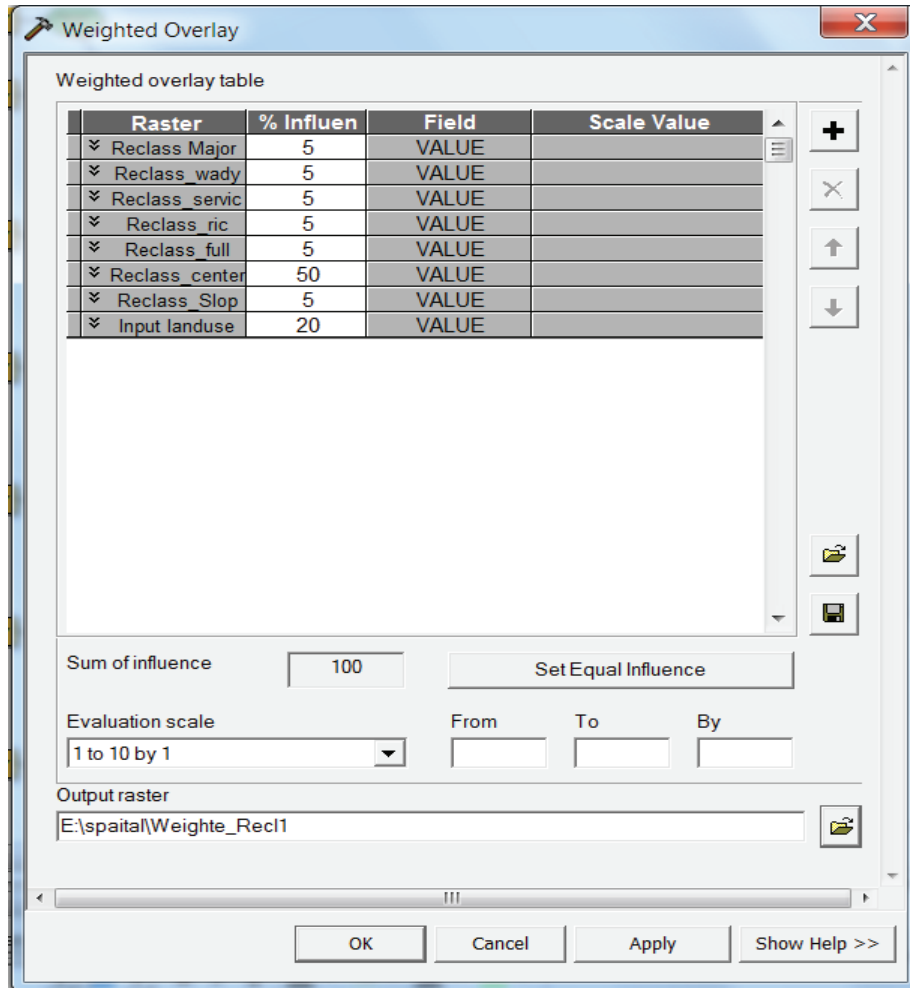 Weighted Overlay
Weighted overlay table
Raster % Influen Field Scale Value
Reclass Major 5 VALUE
Reclass_wady 5 VALUE
Reclass_servic 5 VALUE
Reclass_ric 5 VALUE
Reclass_full 5 VALUE
Reclass_center 50 VALUE
Reclass_Slop 5 VALUE
Input landuse 20 VALUE
Sum of influence 100 Set Equal Influence
Evaluation scale From To By
1 to 10 by 1
Output raster
E:\spaital\Weighte_Recl1
OK Cancel Apply Show Help >>